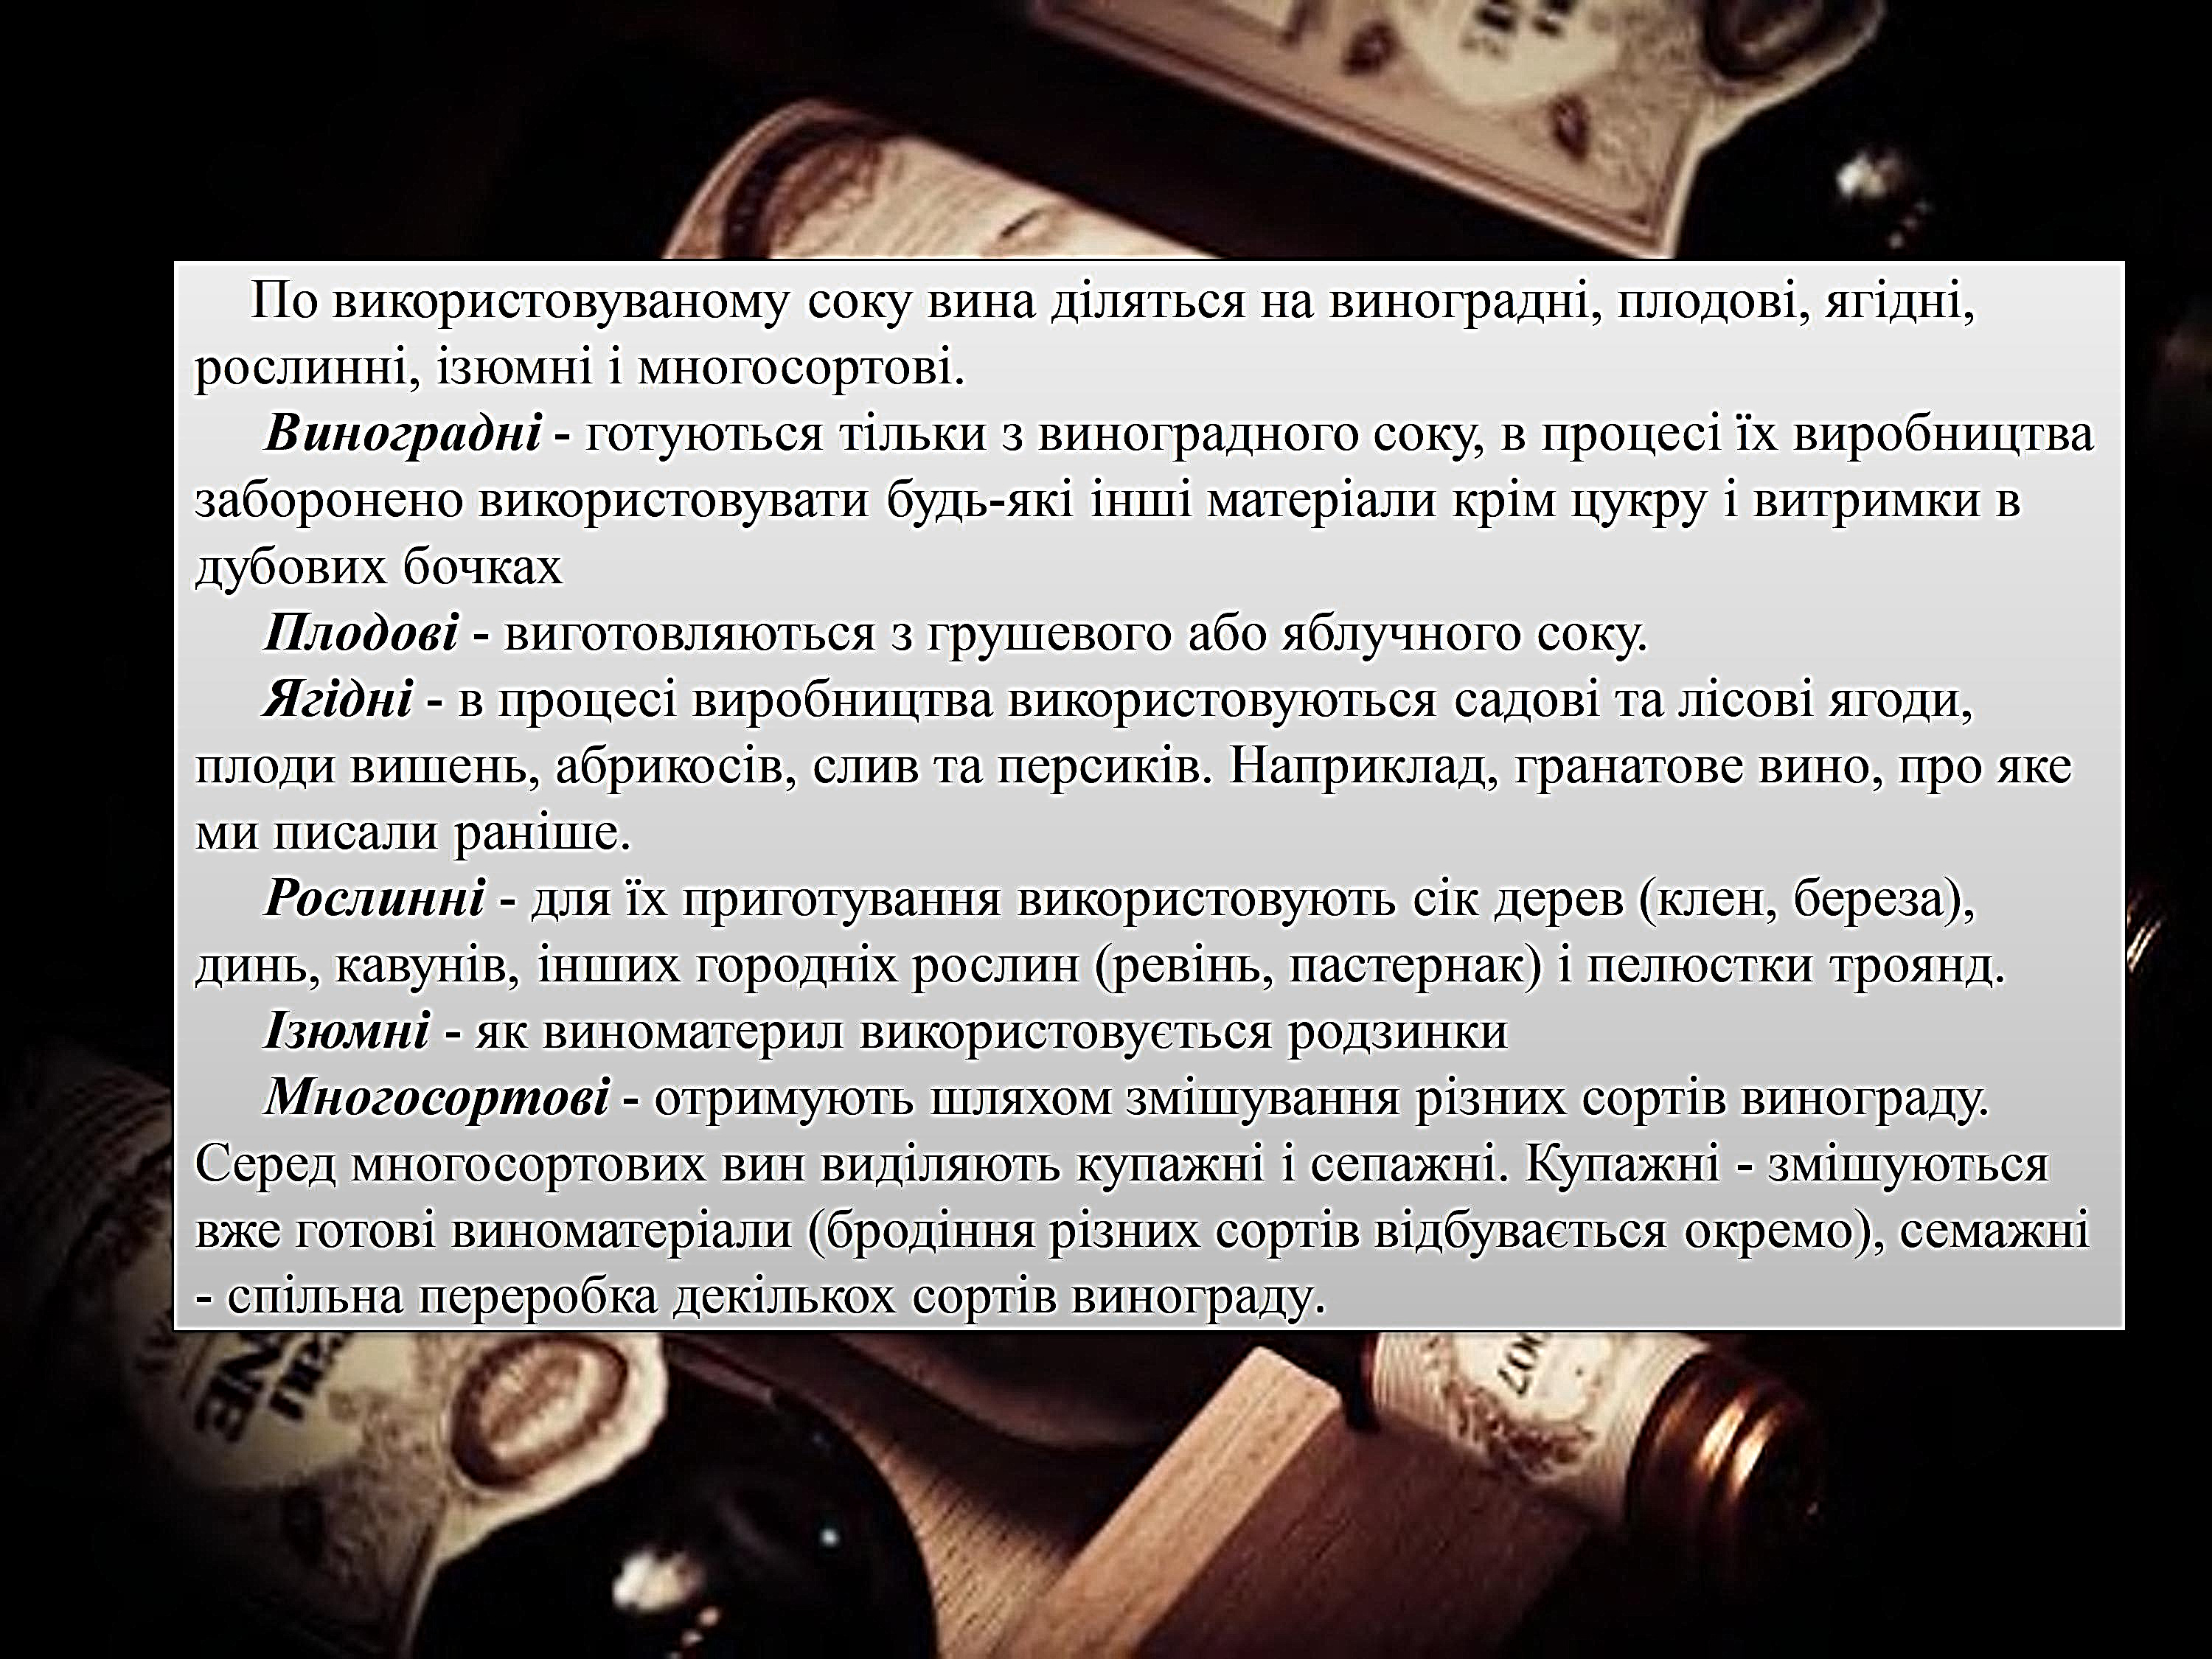 По використовуваному соку вина діляться на виноградні, плодові, ягідні,
рослинні, ізюмні і многосортові.
Виноградні - готуються тільки з виноградного соку, в процесі їх виробництва
заборонено використовувати будь-які інші матеріали крім цукру і витримки в
дубових бочках
Плодові - виготовляються з грушевого або яблучного соку.
Ягідні - в процесі виробництва використовуються садові та лісові ягоди,
плоди вишень, абрикосів, слив та персиків. Наприклад, гранатове вино, про яке
ми писали раніше.
Рослинні - для їх приготування використовують сік дерев (клен, береза),
динь, кавунів, інших городніх рослин (ревінь, пастернак) і пелюстки троянд.
Ізюмні - як виноматерил використовується родзинки
Многосортові - отримують шляхом змішування різних сортів винограду.
Серед многосортових вин виділяють купажні і сепажні. Купажні - змішуються
вже готові виноматеріали (бродіння різних сортів відбувається окремо), семажні
- спільна переробка декількох сортів винограду.